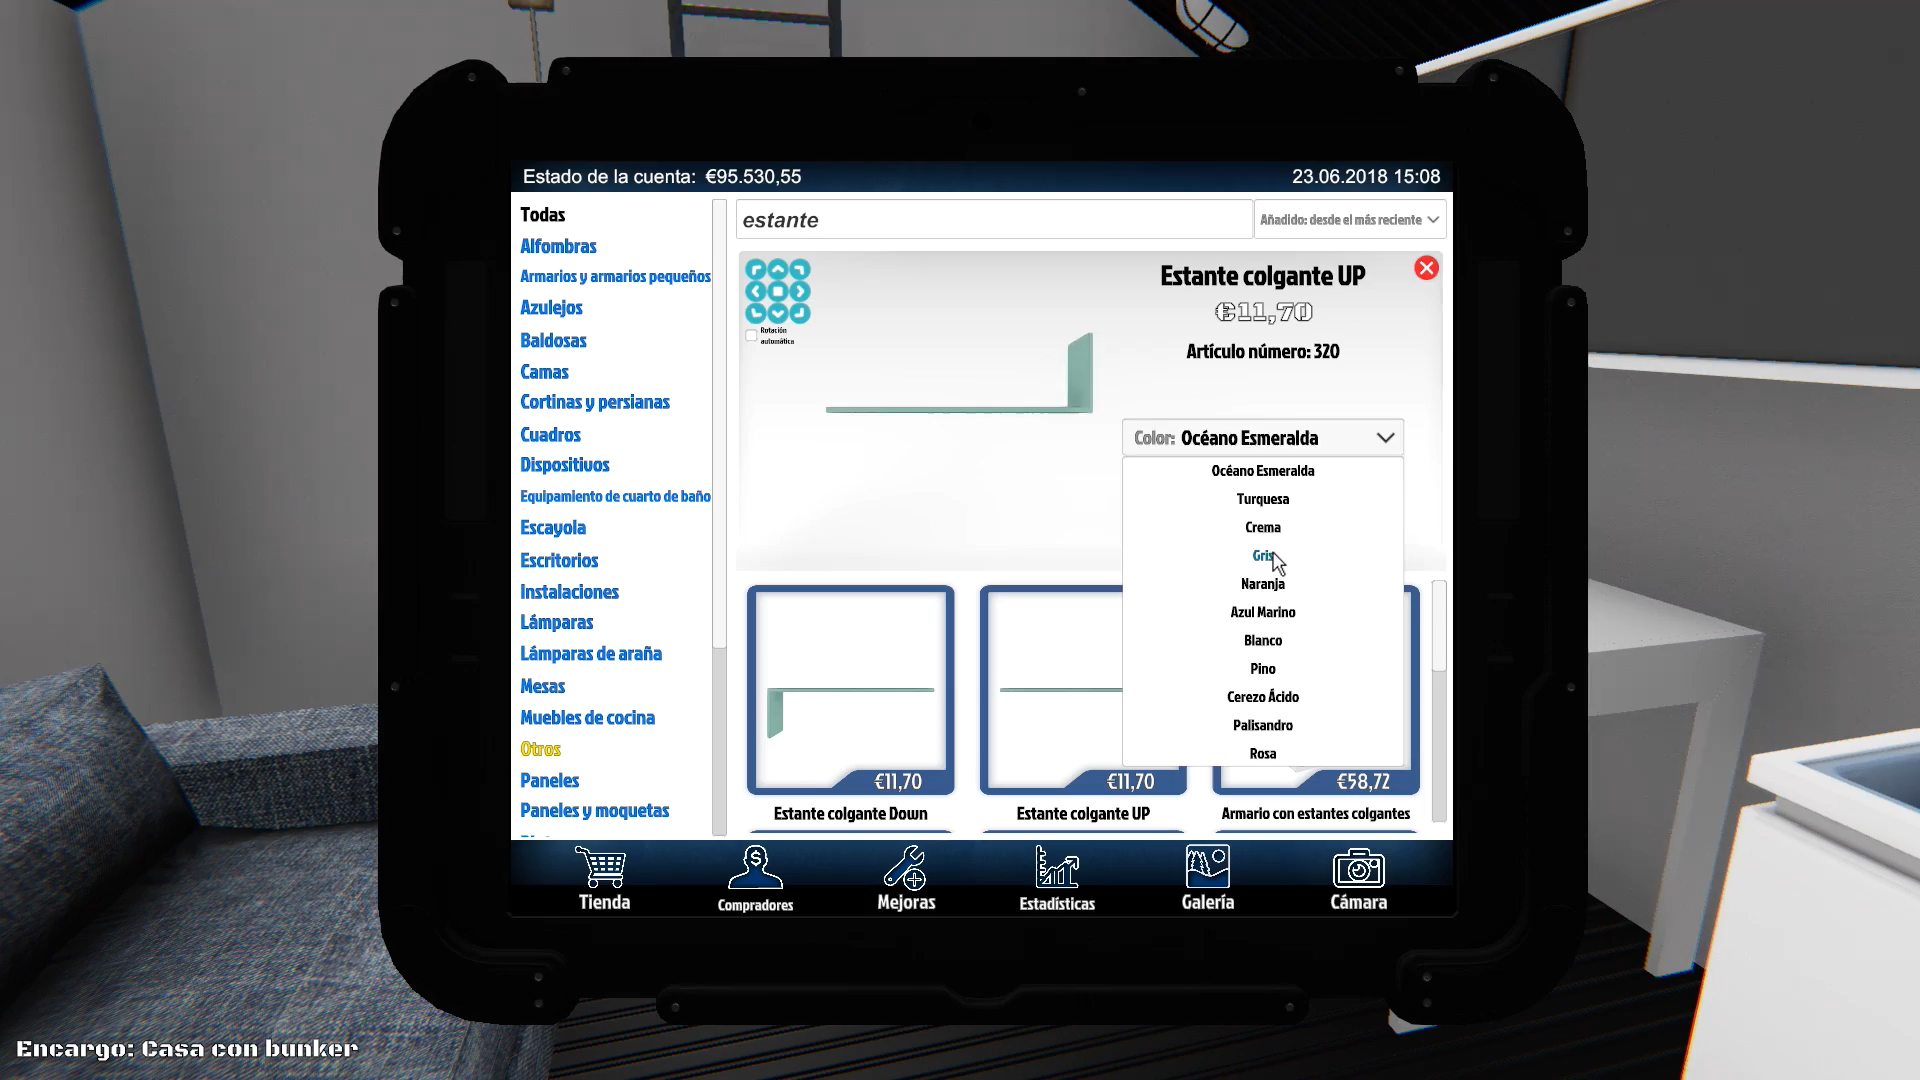 Estado de la cuenta: €95.530,55
23.06.2018 15:08
Todas
Alfombras
Armarios y armarios pequeños
Azulejos
Baldosas
Camas
Cortinas y persianas
Cuadros
Dispositivos
Equipamiento de cuarto de baño
Escayola
Escritorios
Instalaciones
Lámparas
Lámparas de araña
Mesas
Muebles de cocina
Otros
Paneles
Paneles y moquetas
estante
Añadido: desde el más reciente
Rotación
automática
Estante colgante UP
€11,70
Artículo número: 320
Color: Océano Esmeralda
Océano Esmeralda
Turquesa
Crema
Gris
Naranja
Azul Marino
Blanco
Pino
Cerezo Ácido
Palisandro
Rosa
€11,70
Estante colgante Down
€11,70
Estante colgante UP
€58,72
Armario con estantes colgantes
Tienda
Compradores
Mejoras
Estadísticas
Galería
Cámara
Encargo: Casa con bunker